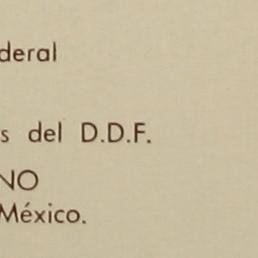 deral
s del D.D.F.
NO
México.